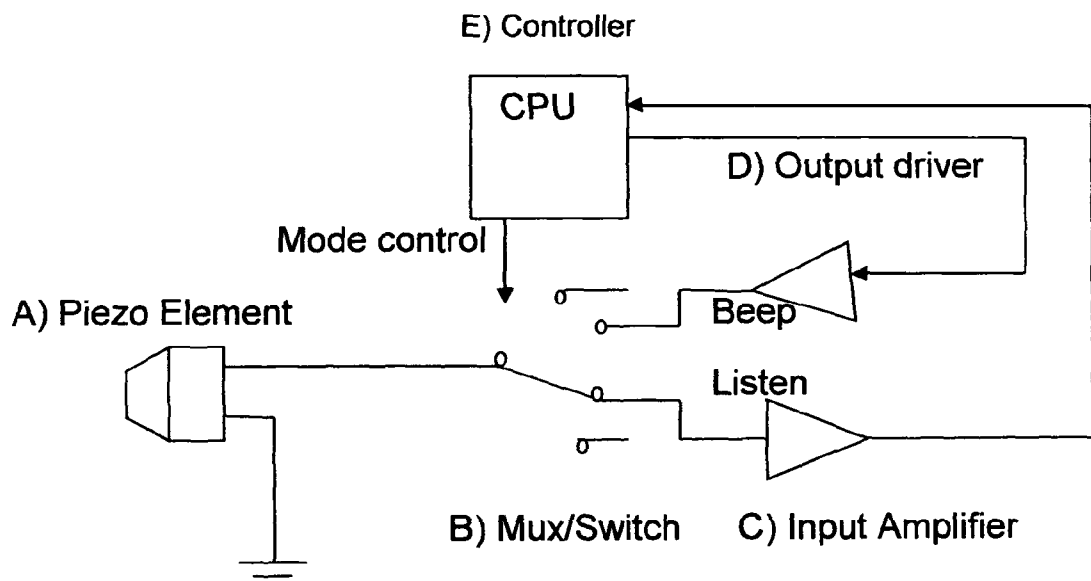 E) Controller
CPU
D) Output driver
Mode control
A) Piezo Element
Beep
Listen
B) Mux/Switch
C) Input Amplifier